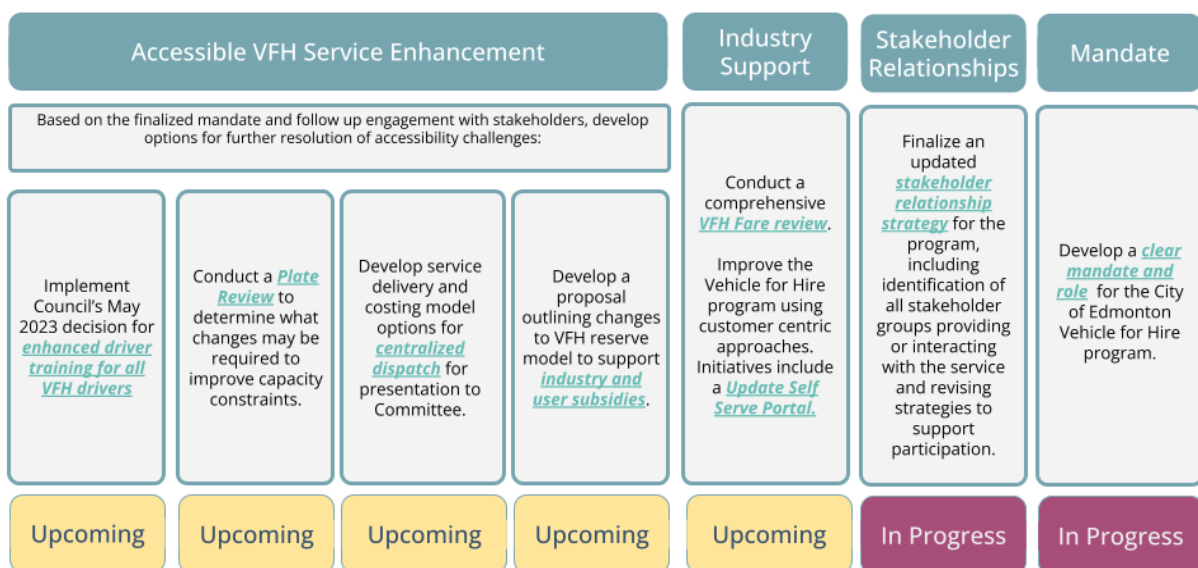 Accessible VFH Service Enhancement
Industry
Support
Stakeholder
Relationships
Mandate
Based on the finalized mandate and follow up engagement with stakeholders, develop
options for further resolution of accessibility challenges:
Implement
Council's May
2023 decision for
enhanced driver
training for all
VFH drivers
Conduct a Plate
Review to
determine what
changes may be
required to
improve capacity
constraints.
Develop service
delivery and
costing model
options for
centralized
dispatch for
presentation to
Committee.
Develop a
proposal
outlining changes
to VFH reserve
model to support
industry and
user subsidies.
Conduct a
comprehensive
VFH Fare review.
Improve the
Vehicle for Hire
program using
customer centric
approaches.
Initiatives include
a Update Self
Serve Portal.
Finalize an
updated
stakeholder
relationship
strategy for the
program,
including
identification of
all stakeholder
groups providing
or interacting
with the service
and revising
strategies to
support
participation.
Develop a clear
mandate and
role for the City
of Edmonton
Vehicle for Hire
program.
Upcoming
Upcoming
Upcoming
Upcoming
Upcoming
In Progress
In Progress